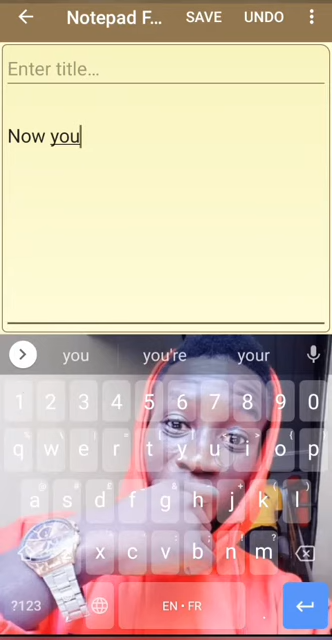 Notepad F... SAVE UNDO
Enter title...
Now you
you you're your
1 2 3 4 5 6 7 8 9 0
q w e r t y u i o p
a s d f g h j k l
x c v b n m
?123 EN • FR .